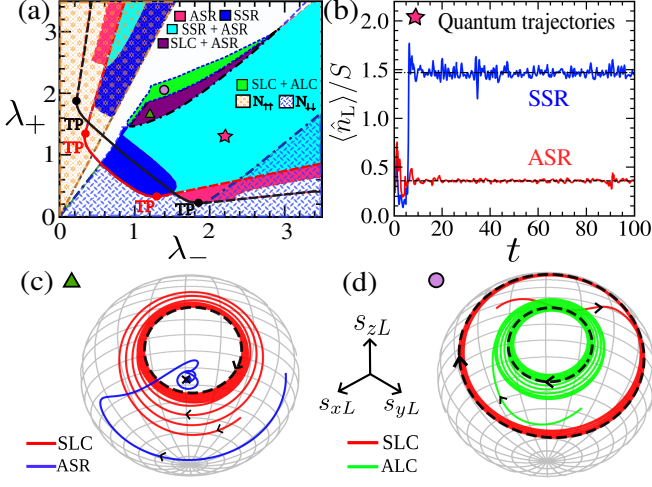 (a)
ASR SSR
SSR + ASR
SLC + ASR
SLC + ALC
N↑↑ N↓↓
TP
TP
TP
TP
λ+
3
2
1
0
0 1 2 3
λ−
(b)
Quantum trajectories
⟨n̂L⟩/S
2.0
1.5
1.0
0.5
0.0
SSR
ASR
0 20 40 60 80 100
t
(c)
SLC
ASR
szL
sxL syL
(d)
SLC
ALC